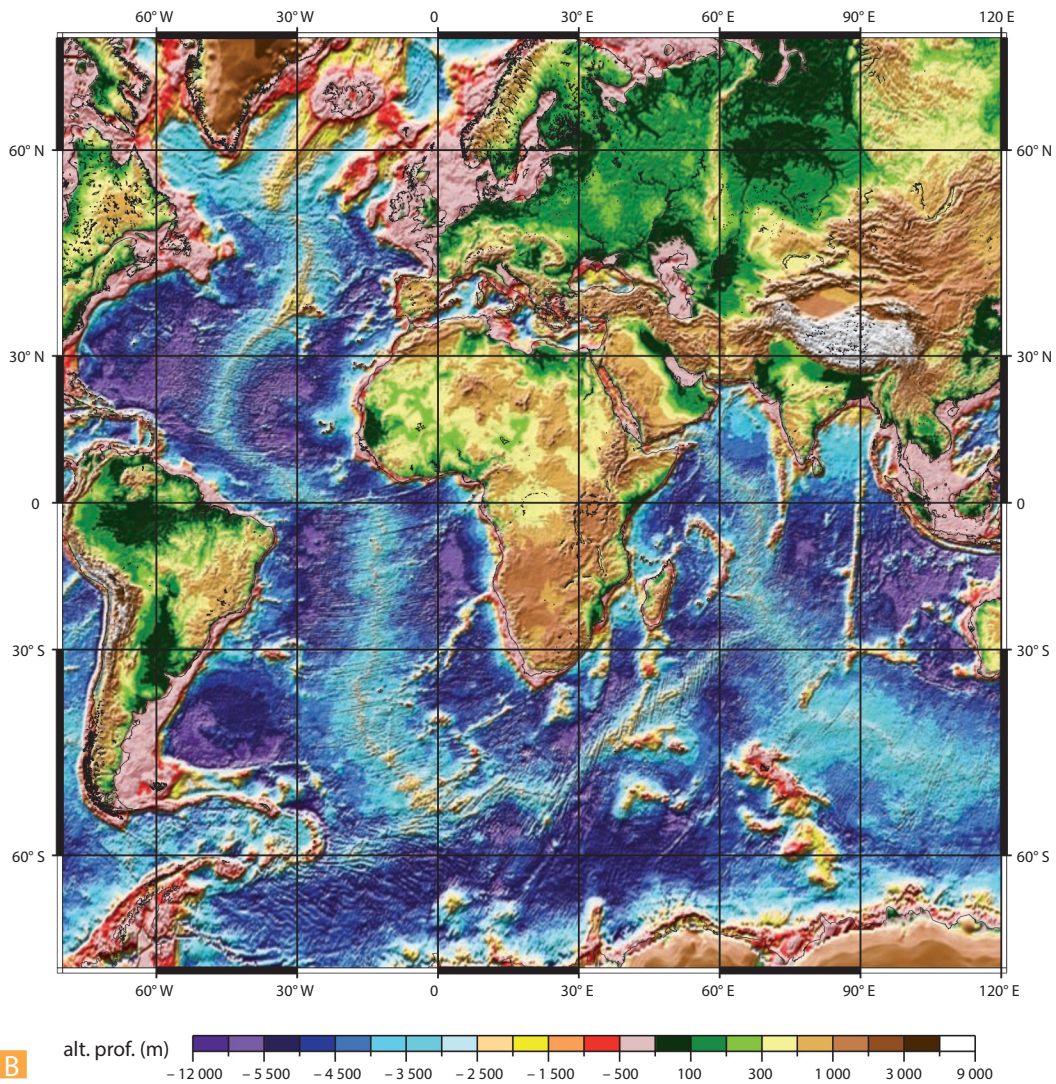 60° W 30° W 0 30° E 60° E 90° E 120 E
60° N 60° N
30° N 30° N
0 0
30° S 30° S
60° S 60° S
60° W 30° W 0 30° E 60° E 90° E 120° E
B alt. prof. (m)
– 12 000 – 5 500 – 4 500 – 3 500 – 2 500 – 1 500 –500 100 300 1 000 3 000 9 000